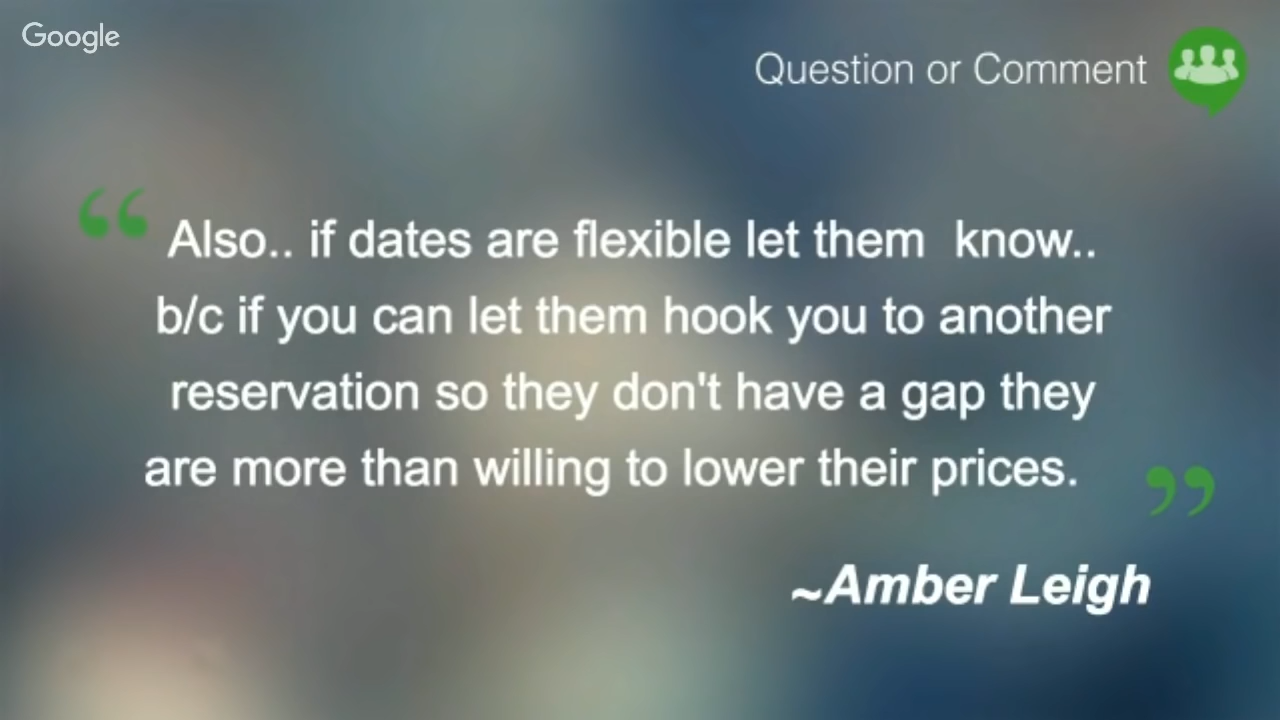 Google
Question or Comment
“ Also.. if dates are flexible let them  know..
b/c if you can let them hook you to another
reservation so they don't have a gap they
are more than willing to lower their prices. ”
~Amber Leigh